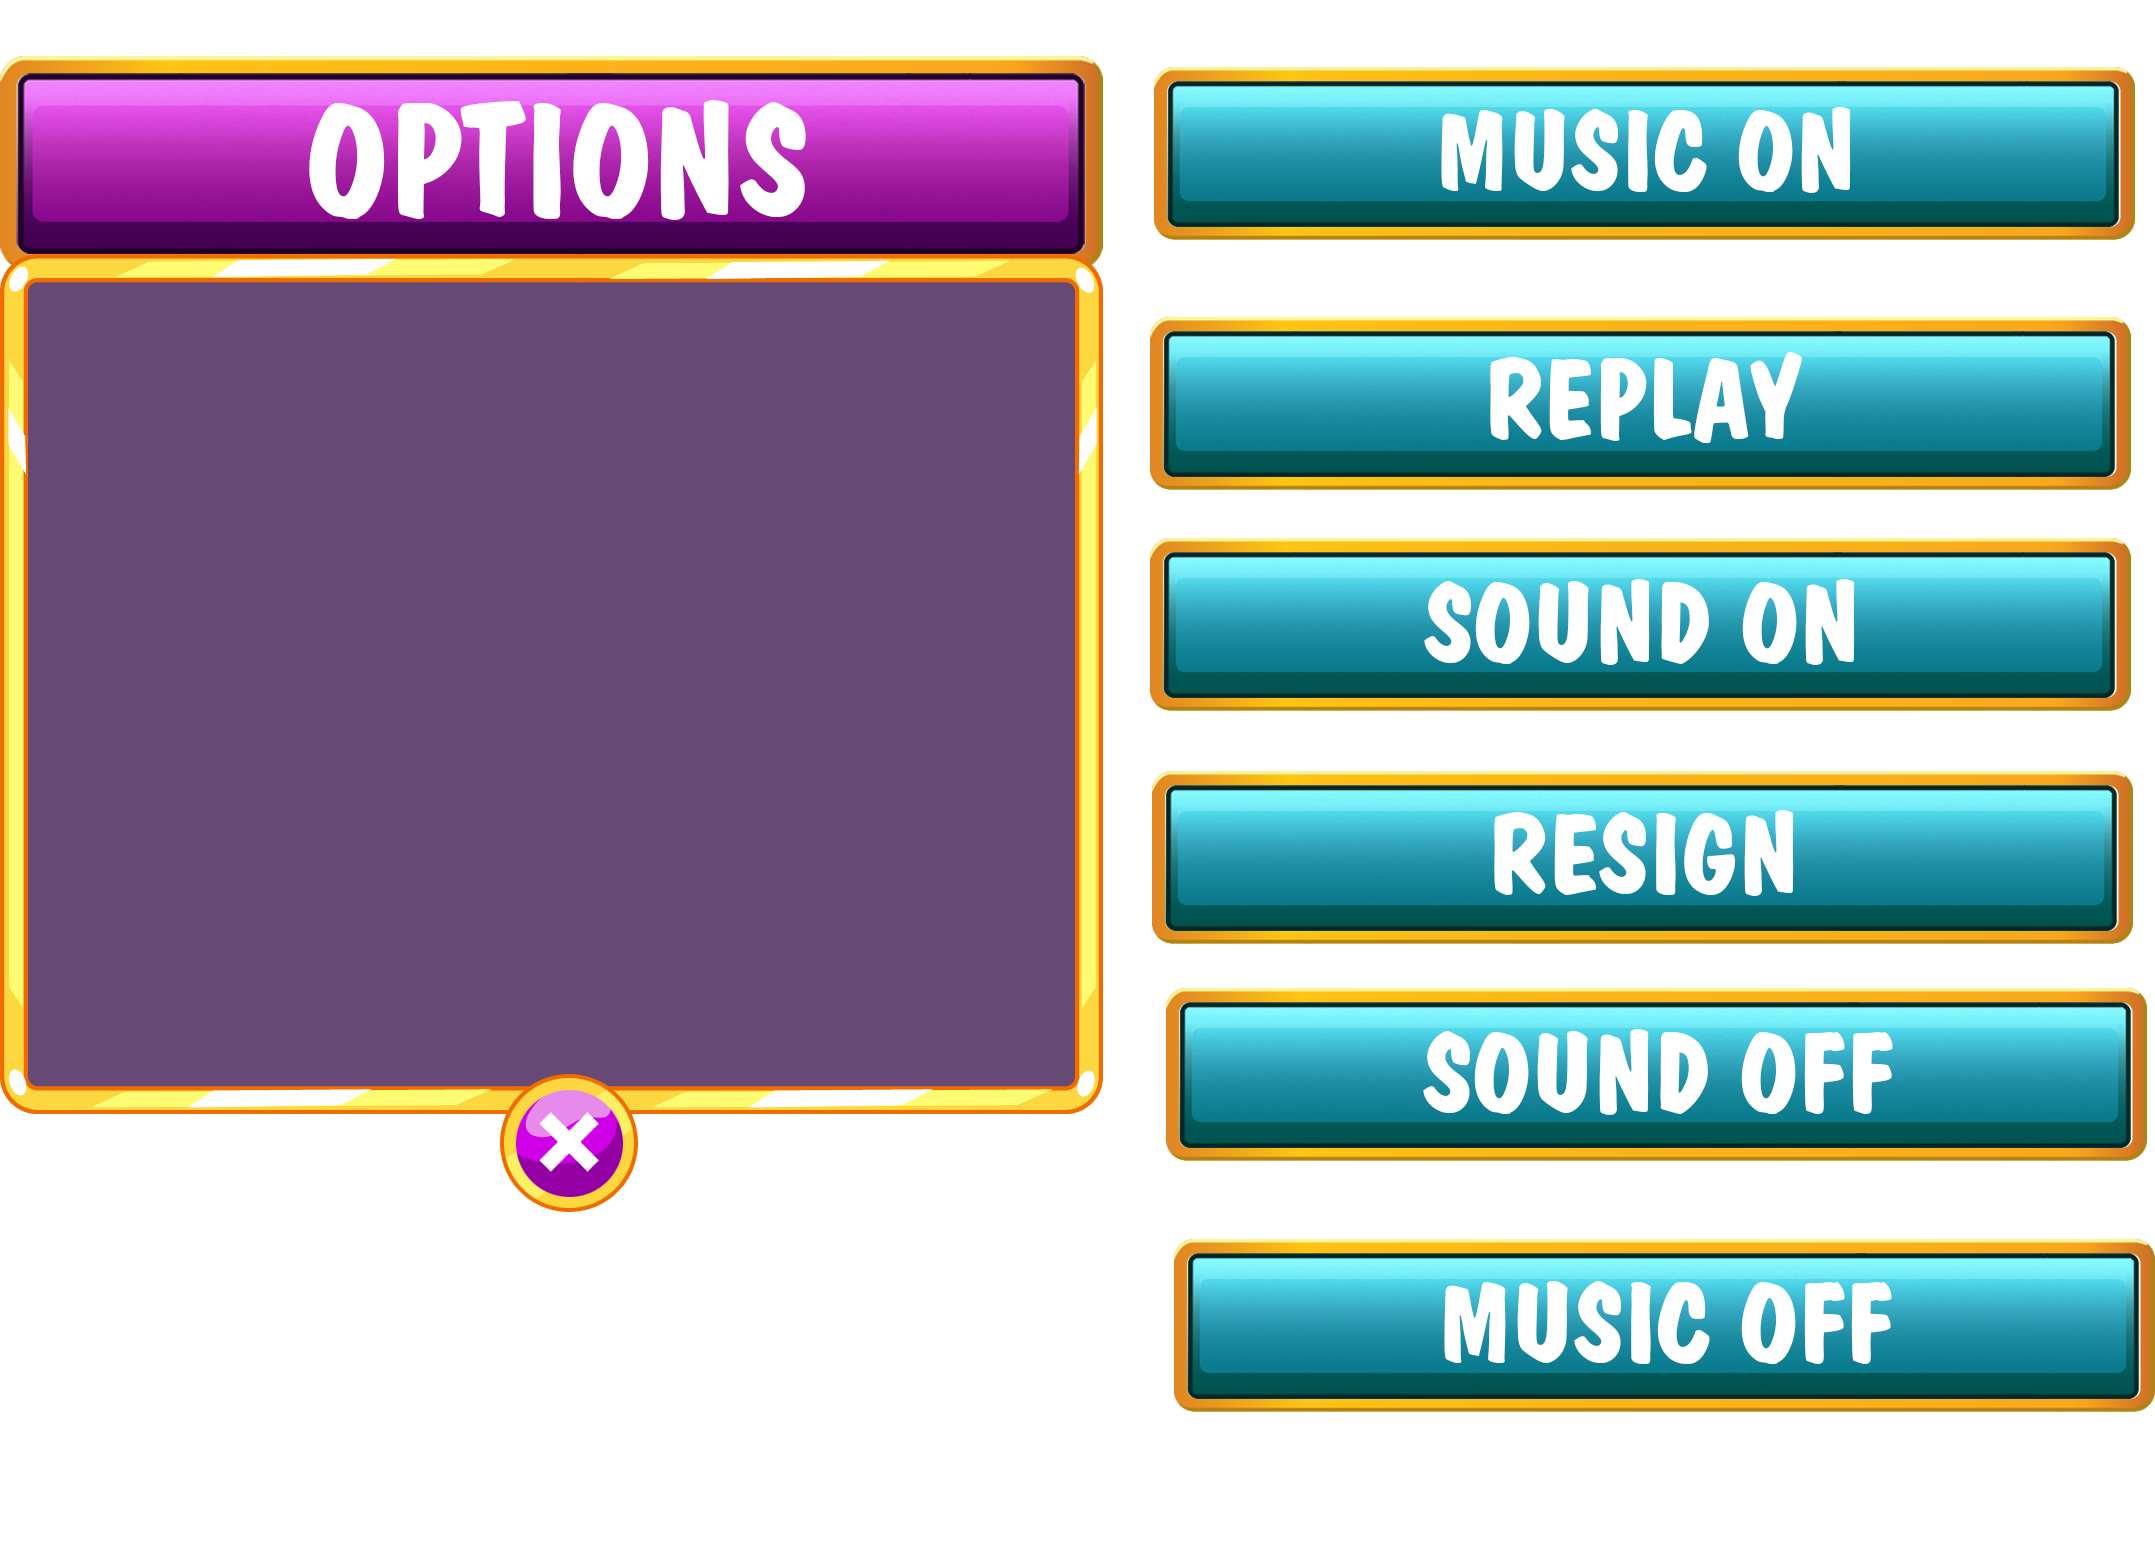 OPTIONS
MUSIC ON
REPLAY
SOUND ON
RESIGN
SOUND OFF
MUSIC OFF